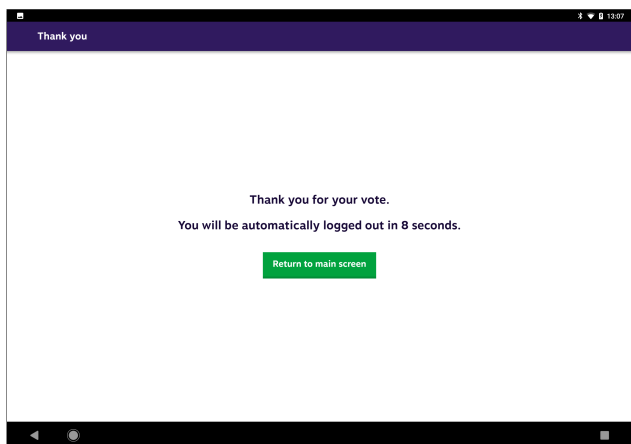 13:07
Thank you
Thank you for your vote.
You will be automatically logged out in 8 seconds.
Return to main screen